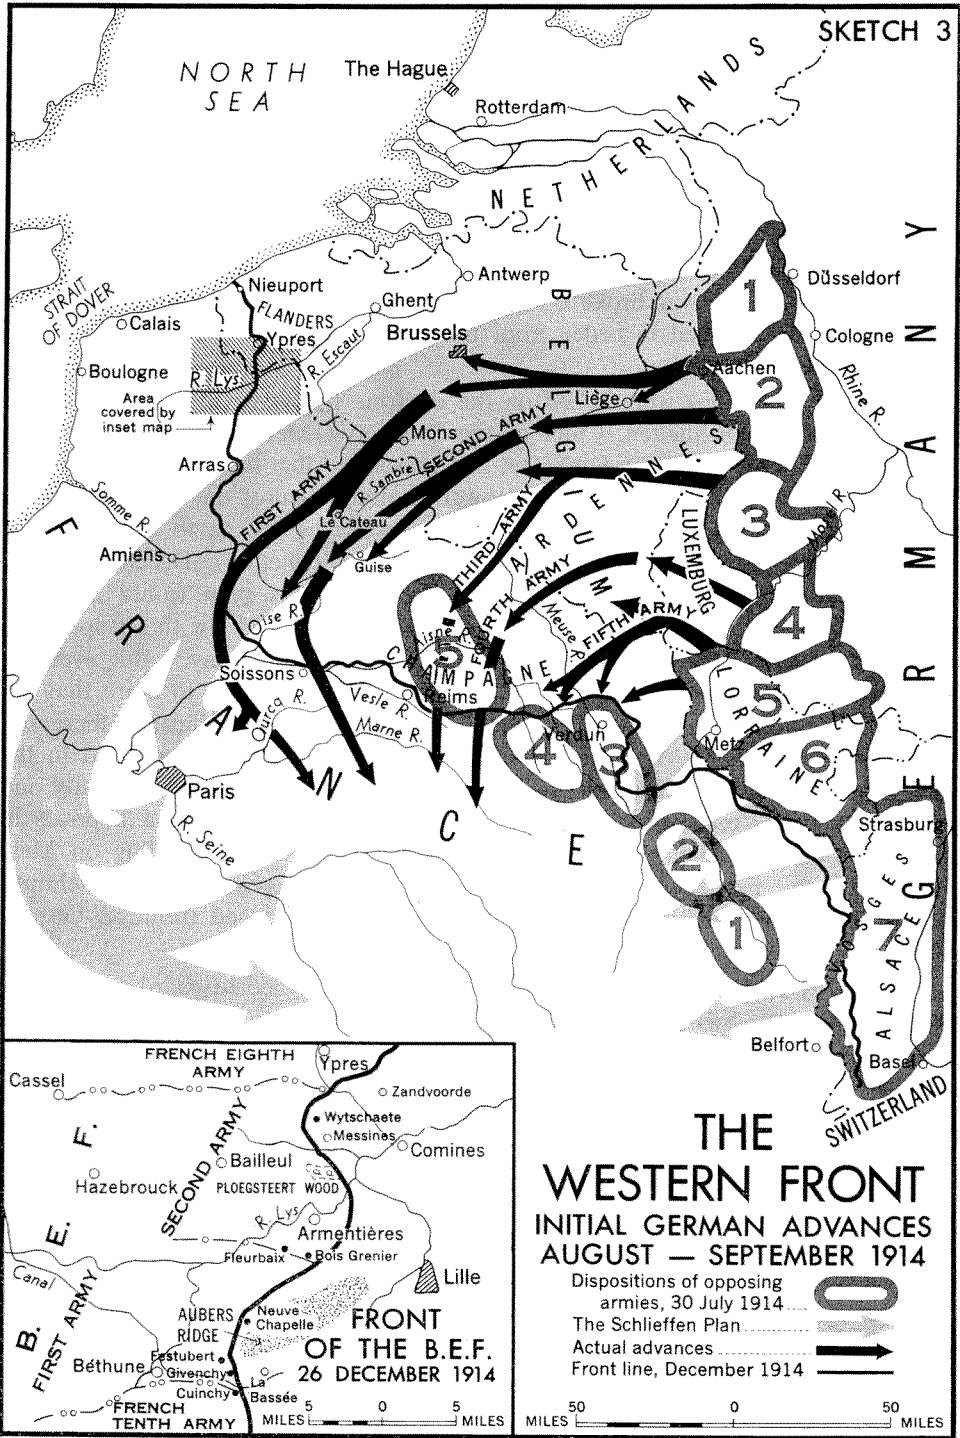 SKETCH 3
NORTH
SEA
The Hague
Rotterdam
NETHERLANDS
GERMANY
STRAIT
OF DOVER
Nieuport
Antwerp
Düsseldorf
1
FLANDERS
Ghent
Calais
Ypres
R. Escaut
Brussels
BELGIUM
Cologne
Boulogne
R. Lys
Aachen
Rhine R.
Area
covered by
inset map
Liège
2
Mons
SECOND ARMY
Arras
R. Sambre
ARDENNES
Somme R.
FIRST ARMY
Le Cateau
THIRD ARMY
LUXEMBURG
3
Mosel R.
FRANCE
Amiens
Guise
FOURTH ARMY
Meuse R.
FIFTH ARMY
4
Oise R.
Aisne R.
5
CHAMPAGNE
Soissons
Reims
LORRAINE
5
Ourcq R.
Vesle R.
Marne R.
4
Verdun
3
Metz
6
Paris
R. Seine
Strasburg
2
1
VOSGES
ALSACE
7
Belfort
Basel
SWITZERLAND
FRENCH EIGHTH
ARMY
Ypres
Cassel
Zandvoorde
Wytschaete
Messines
Comines
B. E. F.
SECOND ARMY
Bailleul
Hazebrouck
PLOEGSTEERT WOOD
R. Lys
Armentières
Fleurbaix
Bois Grenier
Canal
Lille
FIRST ARMY
AUBERS
RIDGE
Neuve
Chapelle
FRONT
OF THE B.E.F.
26 DECEMBER 1914
Béthune
Festubert
Givenchy
Cuinchy
La
Bassée
FRENCH
TENTH ARMY
MILES 5 0 5 MILES
THE
WESTERN FRONT
INITIAL GERMAN ADVANCES
AUGUST — SEPTEMBER 1914
Dispositions of opposing
armies, 30 July 1914
The Schlieffen Plan
Actual advances
Front line, December 1914
50 0 50
MILES MILES